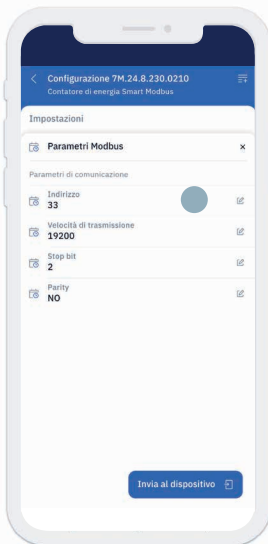 Configurazione 7M.24.8.230.0210
Contatore di energia Smart Modbus
Impostazioni
Parametri Modbus
Parametri di comunicazione
Indirizzo
33
Velocità di trasmissione
19200
Stop bit
2
Parity
NO
Invia al dispositivo